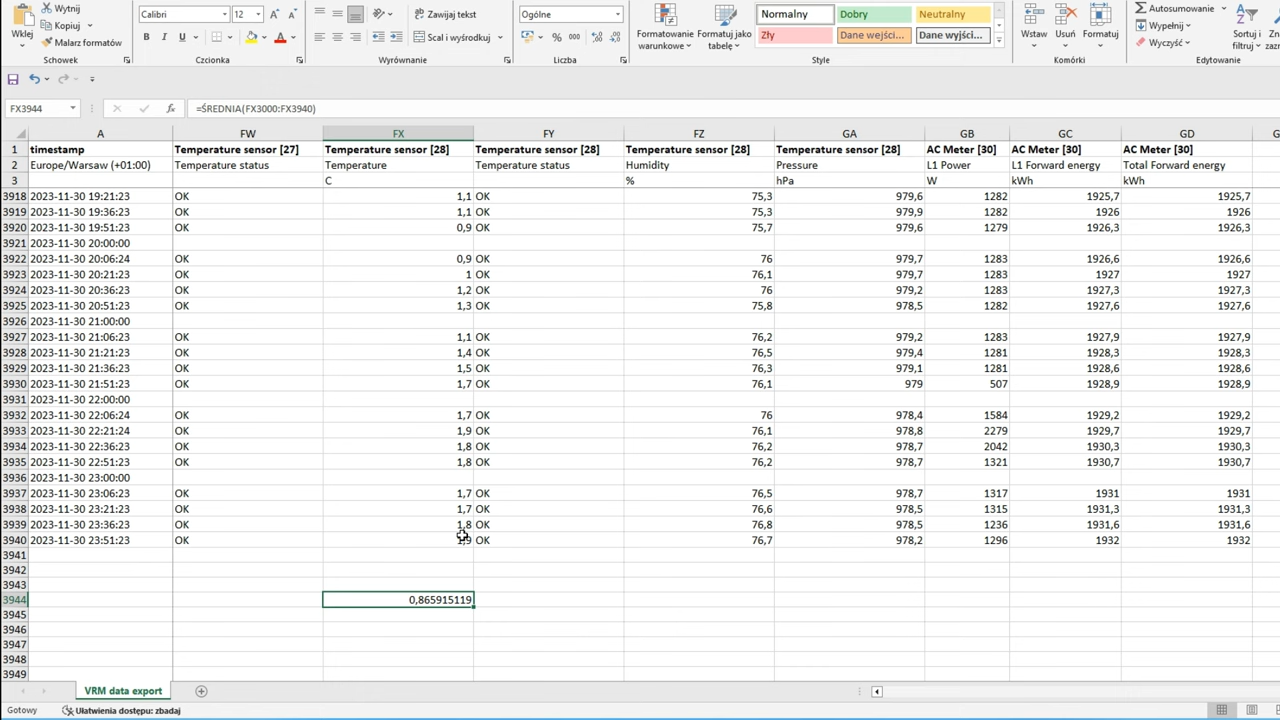 Wklej
Wytnij
Kopiuj
Malarz formatów
Schowek
Calibri 12
B I U
Czcionka
Zawijaj tekst
Scal i wyśrodkuj
Wyrównanie
Ogólne
Liczba
Formatowanie warunkowe
Formatuj jako tabelę
Normalny Dobry Neutralny
Zły Dane wejści... Dane wyjści...
Style
Wstaw Usuń Formatuj
Komórki
Autosumowanie
Wypełnij
Wyczyść
Sortuj i
filtruj
Edytowanie
FX3944 fx =ŚREDNIA(FX3000:FX3940)
A FW FX FY FZ GA GB GC GD
1 timestamp Temperature sensor [27] Temperature sensor [28] Temperature sensor [28] Temperature sensor [28] Temperature sensor [28] AC Meter [30] AC Meter [30] AC Meter [30]
2 Europe/Warsaw (+01:00) Temperature status Temperature Temperature status Humidity Pressure L1 Power L1 Forward energy Total Forward energy
3 C % hPa W kWh kWh
3918 2023-11-30 19:21:23 OK 1,1 OK 75,3 979,6 1282 1925,7 1925,7
3919 2023-11-30 19:36:23 OK 1,1 OK 75,3 979,9 1282 1926 1926
3920 2023-11-30 19:51:23 OK 0,9 OK 75,7 979,6 1279 1926,3 1926,3
3921 2023-11-30 20:00:00
3922 2023-11-30 20:06:24 OK 0,9 OK 76 979,7 1283 1926,6 1926,6
3923 2023-11-30 20:21:23 OK 1 OK 76,1 979,7 1283 1927 1927
3924 2023-11-30 20:36:23 OK 1,2 OK 76 979,2 1283 1927,3 1927,3
3925 2023-11-30 20:51:23 OK 1,3 OK 75,8 978,5 1282 1927,6 1927,6
3926 2023-11-30 21:00:00
3927 2023-11-30 21:06:23 OK 1,1 OK 76,2 979,2 1283 1927,9 1927,9
3928 2023-11-30 21:21:23 OK 1,4 OK 76,5 979,4 1281 1928,3 1928,3
3929 2023-11-30 21:36:23 OK 1,5 OK 76,3 979,1 1281 1928,6 1928,6
3930 2023-11-30 21:51:23 OK 1,7 OK 76,1 979 507 1928,9 1928,9
3931 2023-11-30 22:00:00
3932 2023-11-30 22:06:24 OK 1,7 OK 76 978,4 1584 1929,2 1929,2
3933 2023-11-30 22:21:24 OK 1,9 OK 76,1 978,8 2279 1929,7 1929,7
3934 2023-11-30 22:36:23 OK 1,8 OK 76,2 978,7 2042 1930,3 1930,3
3935 2023-11-30 22:51:23 OK 1,8 OK 76,2 978,7 1321 1930,7 1930,7
3936 2023-11-30 23:00:00
3937 2023-11-30 23:06:23 OK 1,7 OK 76,5 978,7 1317 1931 1931
3938 2023-11-30 23:21:23 OK 1,7 OK 76,6 978,5 1315 1931,3 1931,3
3939 2023-11-30 23:36:23 OK 1,8 OK 76,8 978,5 1236 1931,6 1931,6
3940 2023-11-30 23:51:23 OK 1,9 OK 76,7 978,2 1296 1932 1932
3941
3942
3943
3944 0,865915119
3945
3946
3947
3948
3949
VRM data export
Gotowy Ułatwienia dostępu: zbadaj